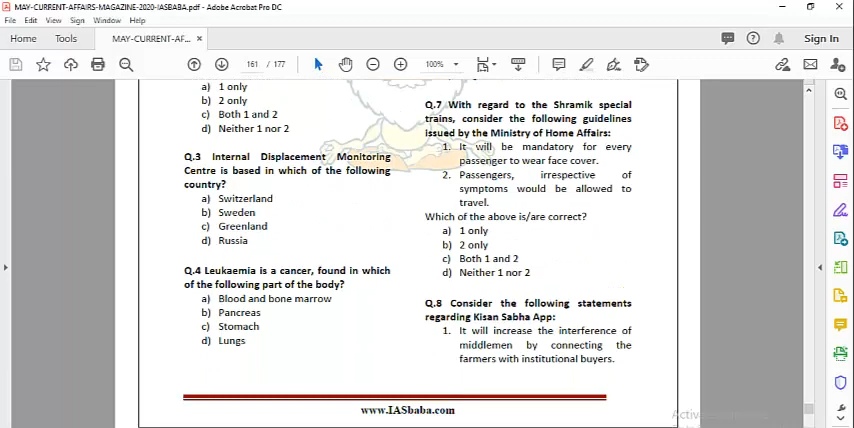 MAY-CURRENT-AFFAIRS-MAGAZINE-2020-IASBABA.pdf - Adobe Acrobat Pro DC
File Edit View Sign Window Help
Home Tools MAY-CURRENT-AF... × Sign In
161 / 177 100%
a) 1 only
b) 2 only
c) Both 1 and 2
d) Neither 1 nor 2
Q.3 Internal Displacement Monitoring
Centre is based in which of the following
country?
a) Switzerland
b) Sweden
c) Greenland
d) Russia
Q.4 Leukaemia is a cancer, found in which
of the following part of the body?
a) Blood and bone marrow
b) Pancreas
c) Stomach
d) Lungs
Q.7 With regard to the Shramik special
trains, consider the following guidelines
issued by the Ministry of Home Affairs:
1. It will be mandatory for every
passenger to wear face cover.
2. Passengers, irrespective of
symptoms would be allowed to
travel.
Which of the above is/are correct?
a) 1 only
b) 2 only
c) Both 1 and 2
d) Neither 1 nor 2
Q.8 Consider the following statements
regarding Kisan Sabha App:
1. It will increase the interference of
middlemen by connecting the
farmers with institutional buyers.
www.IASbaba.com